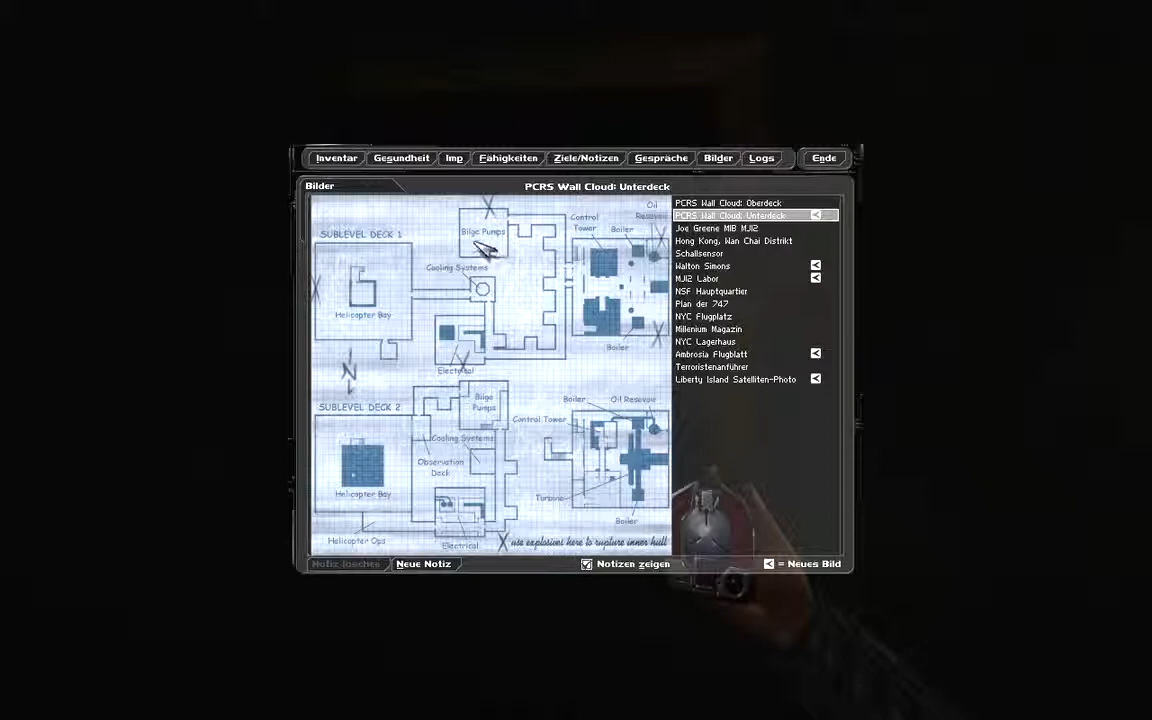 Inventar Gesundheit Imp Fähigkeiten Ziele/Notizen Gespräche Bilder Logs Ende
Bilder PCRS Wall Cloud: Unterdeck
SUBLEVEL DECK 1
Helicopter Bay
Bilge Pumps
Cooling Systems
Electrical
Control Tower
Boiler
Oil Resevoir
Boiler
SUBLEVEL DECK 2
Helicopter Bay
Helicopter Ops
Bilge Pumps
Cooling Systems
Observation Deck
Electrical
Boiler
Oil Resevoir
Control Tower
Turbine
Boiler
N
X use explosives here to rupture inner hull
PCRS Wall Cloud: Oberdeck
PCRS Wall Cloud: Unterdeck
Joe Greene MIB MJ12
Hong Kong, Wan Chai Distrikt
Schallsensor
Walton Simons
MJ12 Labor
NSF Hauptquartier
Plan der 747
NYC Flugplatz
Millenium Magazin
NYC Lagerhaus
Ambrosia Flugblatt
Terroristenanführer
Liberty Island Satelliten-Photo
Notiz löschen Neue Notiz Notizen zeigen = Neues Bild